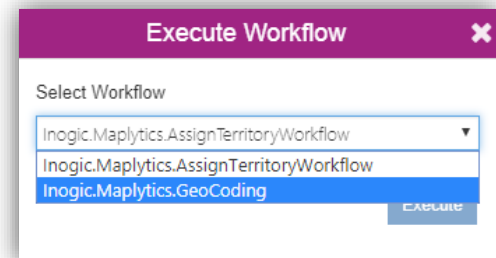 Execute Workflow
Select Workflow
Inogic.Maplytics.AssignTerritoryWorkflow
Inogic.Maplytics.AssignTerritoryWorkflow
Inogic.Maplytics.GeoCoding
Execute